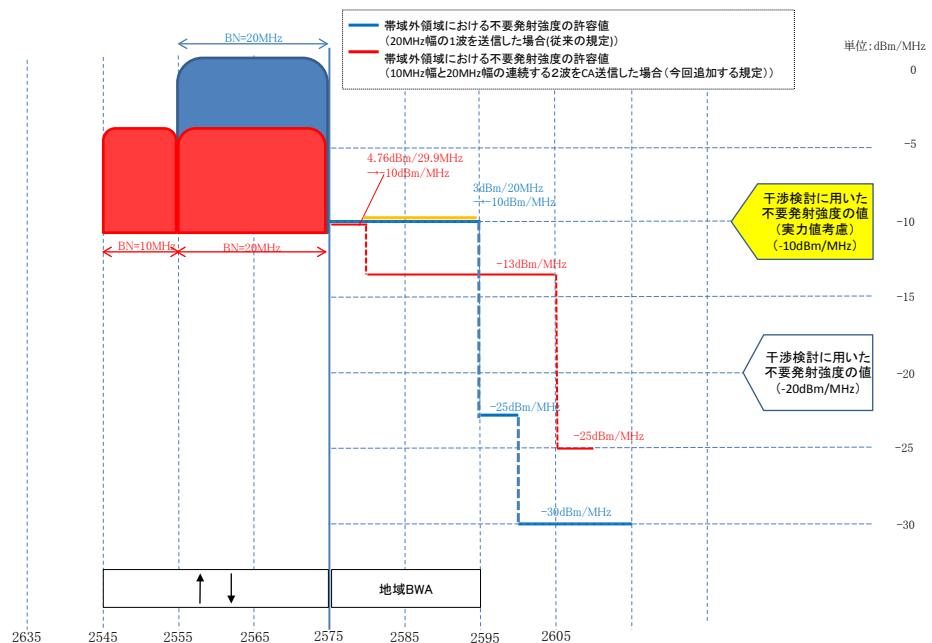 帯域外領域における不要発射強度の許容値
（20MHz幅の1波を送信した場合(従来の規定)）
帯域外領域における不要発射強度の許容値
（10MHz幅と20MHz幅の連続する２波をCA送信した場合（今回追加する規定））
単位：dBm/MHz
BN=20MHz
0
-5
4.76dBm/29.9MHz
→-10dBm/MHz
3dBm/20MHz
→-10dBm/MHz
干渉検討に用いた
不要発射強度の値
（実力値考慮）
(-10dBm/MHz)
-10
BN=10MHz
BN=20MHz
-13dBm/MHz
-15
干渉検討に用いた
不要発射強度の値
（-20dBm/MHz）
-20
-25dBm/MHz
-25dBm/MHz
-25
-30dBm/MHz
-30
地域BWA
2635
2545
2555
2565
2575
2585
2595
2605